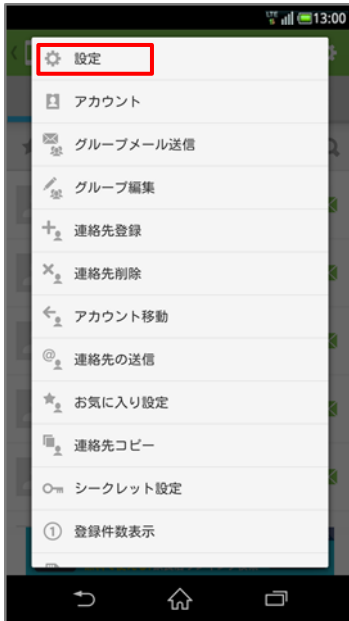 LTE 13:00
設定
アカウント
グループメール送信
グループ編集
連絡先登録
連絡先削除
アカウント移動
連絡先の送信
お気に入り設定
連絡先コピー
シークレット設定
登録件数表示